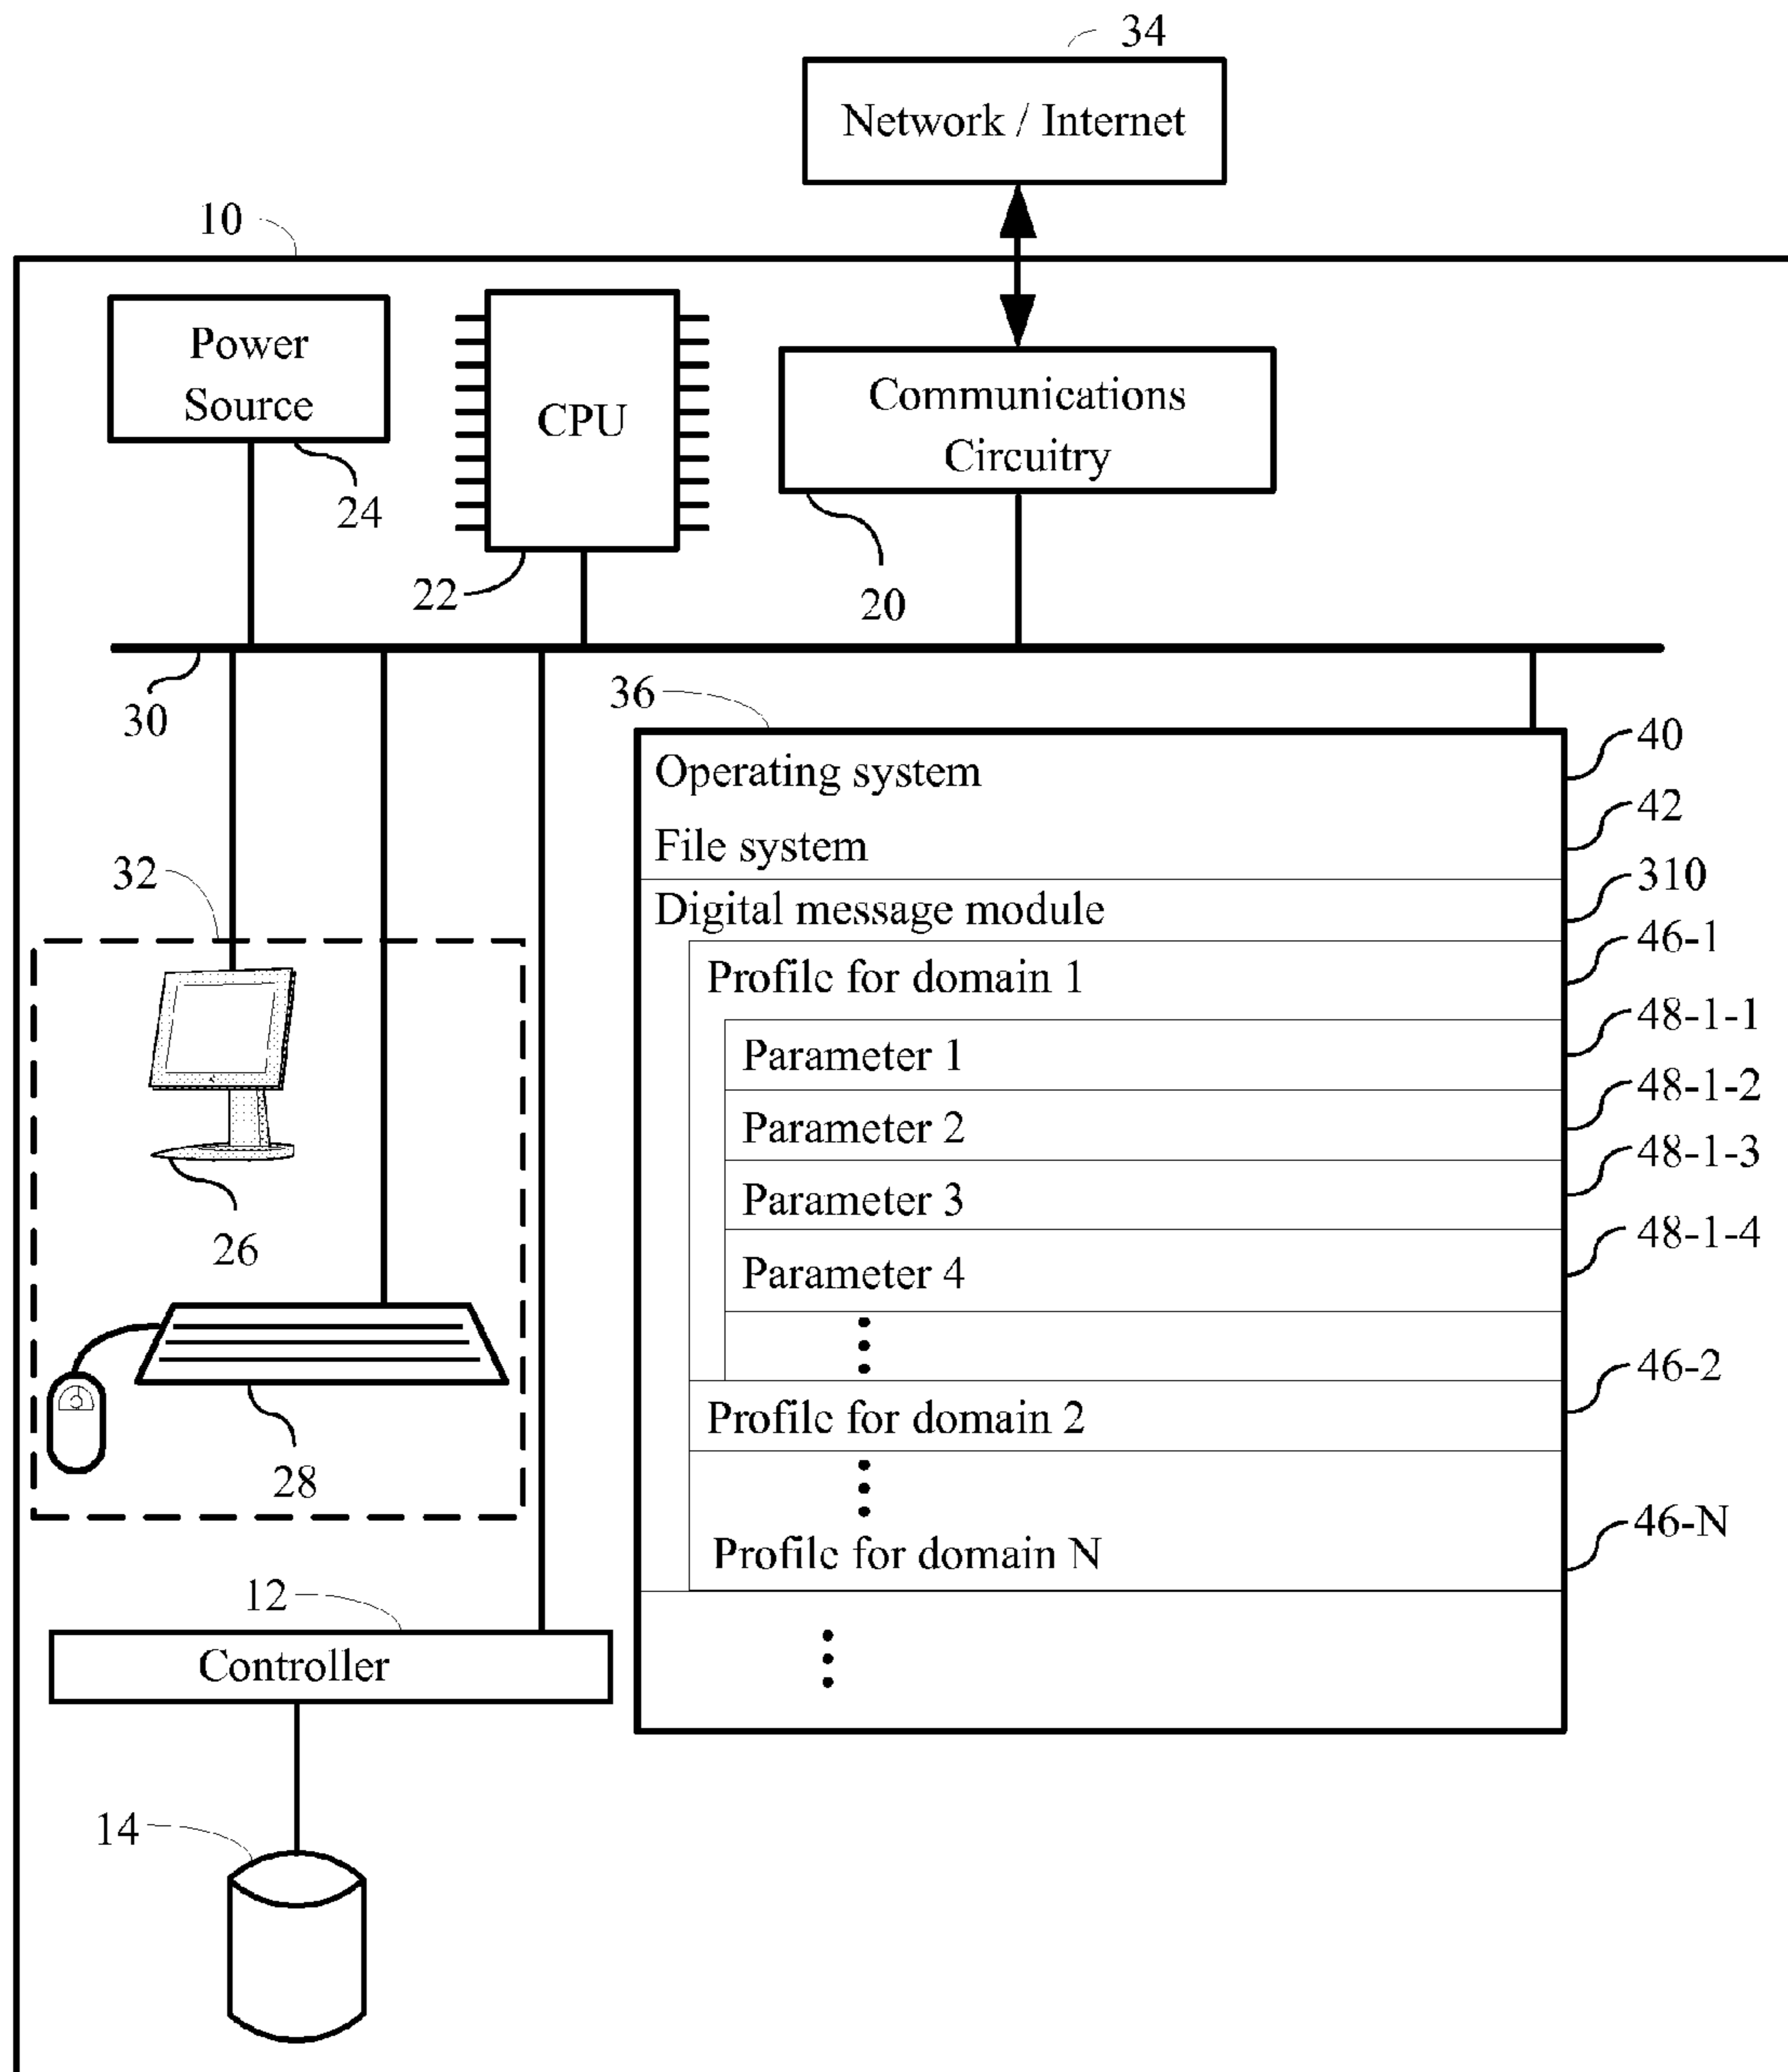 34
Network / Internet
10
Power
Source
24
CPU
22
Communications
Circuitry
20
30
36
Operating system
40
File system
42
Digital message module
310
Profile for domain 1
46-1
Parameter 1
48-1-1
Parameter 2
48-1-2
Parameter 3
48-1-3
Parameter 4
48-1-4
Profile for domain 2
46-2
Profile for domain N
46-N
32
26
28
12
Controller
14